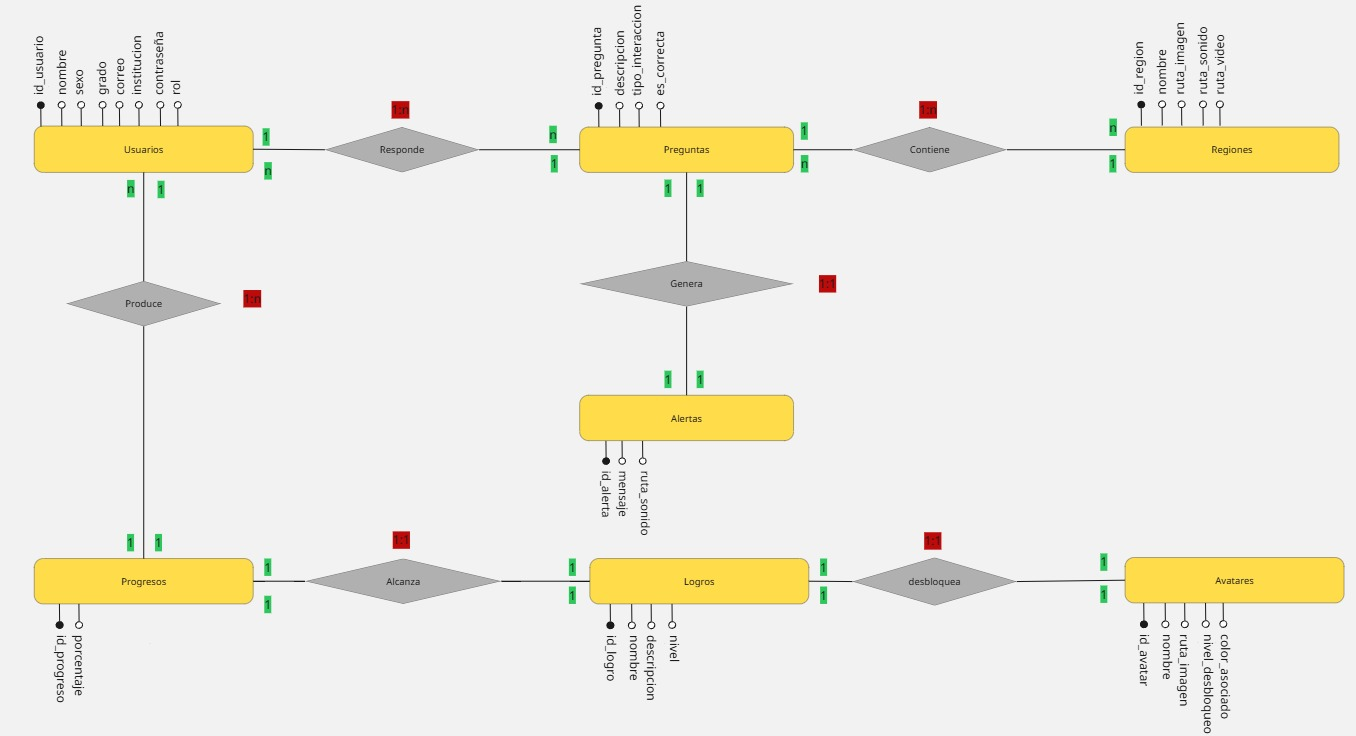 id_usuario
nombre
sexo
grado
correo
institucion
contraseña
rol
id_pregunta
descripcion
tipo_interaccion
es_correcta
id_region
nombre
ruta_imagen
ruta_sonido
ruta_video
1:n
1:n
Usuarios
1
n
Responde
n
1
Preguntas
1
n
Contiene
n
1
Regiones
n
1
1
1
Produce
1:n
Genera
1:1
1
1
Alertas
id_alerta
mensaje
ruta_sonido
1
1
1:1
1:1
Progresos
1
1
Alcanza
1
1
Logros
1
1
desbloquea
1
1
Avatares
id_progreso
porcentaje
id_logro
nombre
descripcion
nivel
id_avatar
nombre
ruta_imagen
nivel_desbloqueo
color_asociado